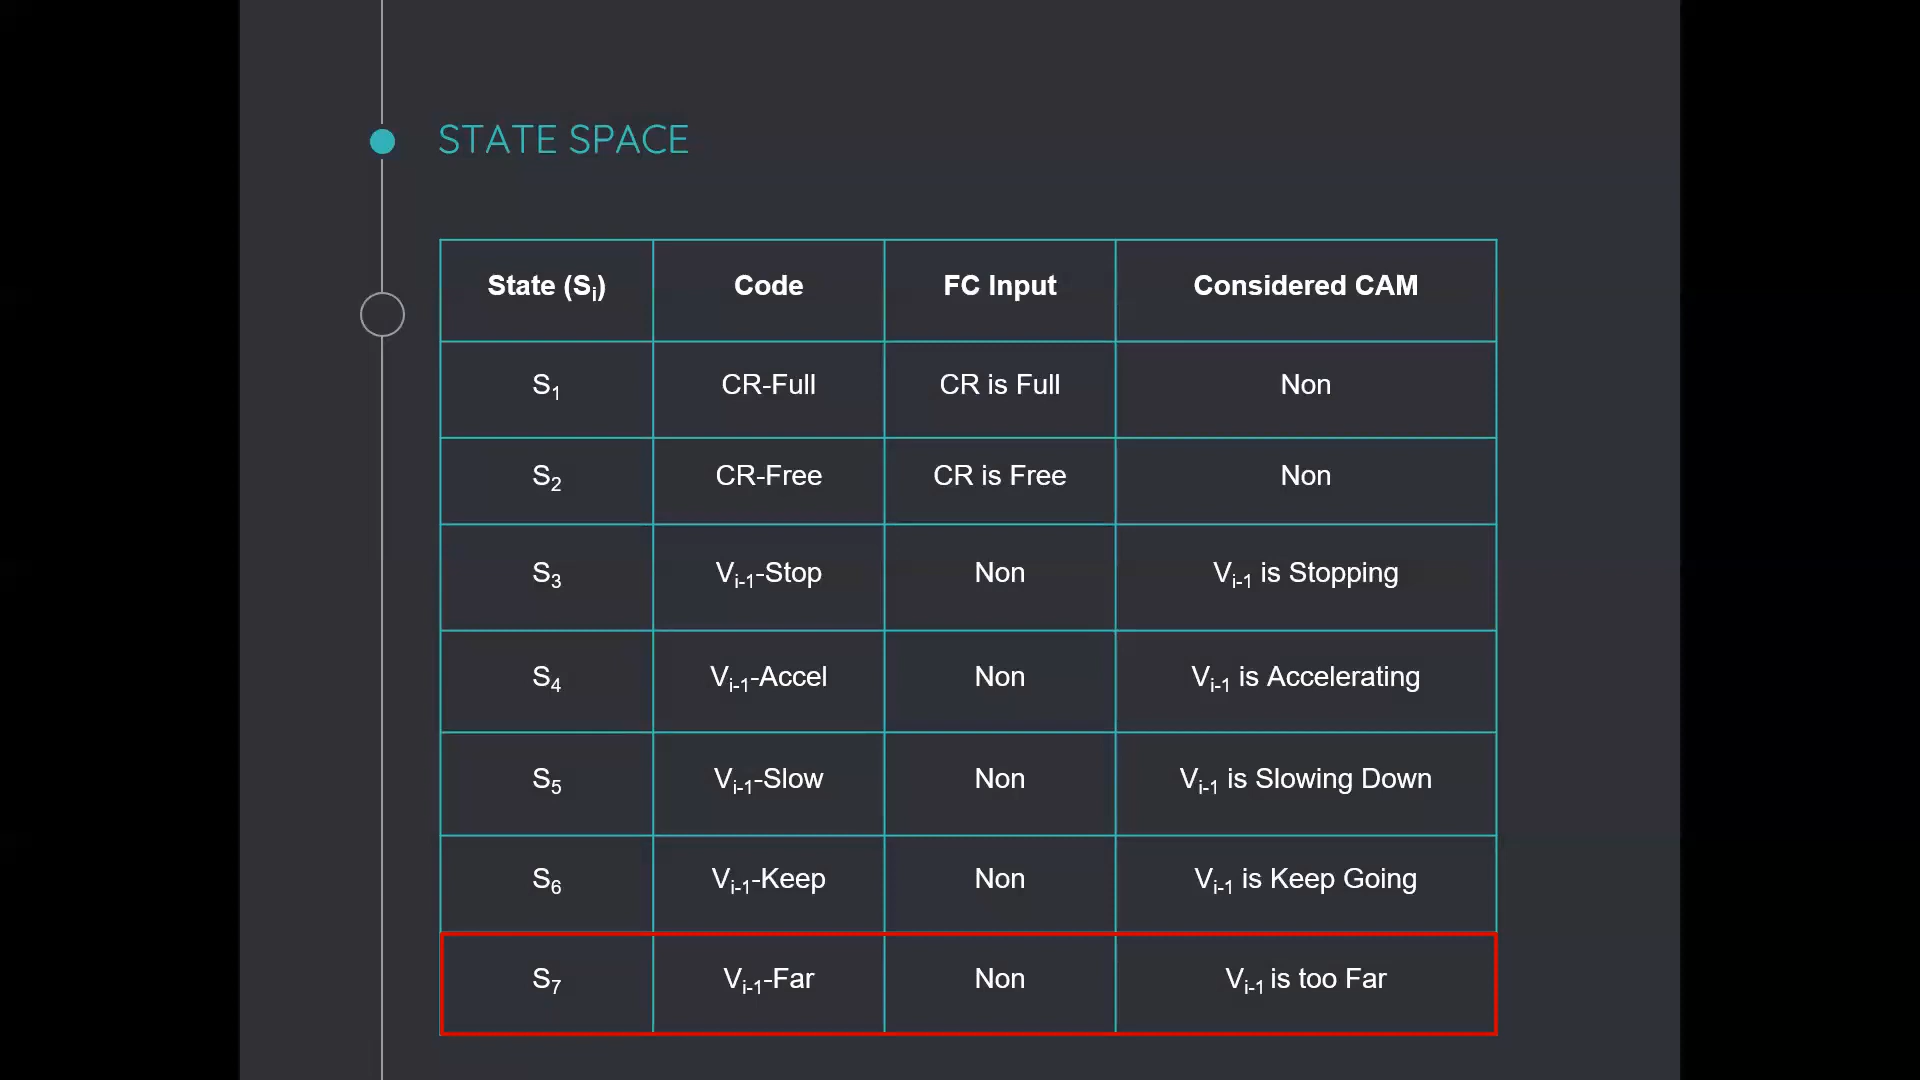 STATE SPACE
State (Si) Code FC Input Considered CAM
S1 CR-Full CR is Full Non
S2 CR-Free CR is Free Non
S3 Vi-1-Stop Non Vi-1 is Stopping
S4 Vi-1-Accel Non Vi-1 is Accelerating
S5 Vi-1-Slow Non Vi-1 is Slowing Down
S6 Vi-1-Keep Non Vi-1 is Keep Going
S7 Vi-1-Far Non Vi-1 is too Far